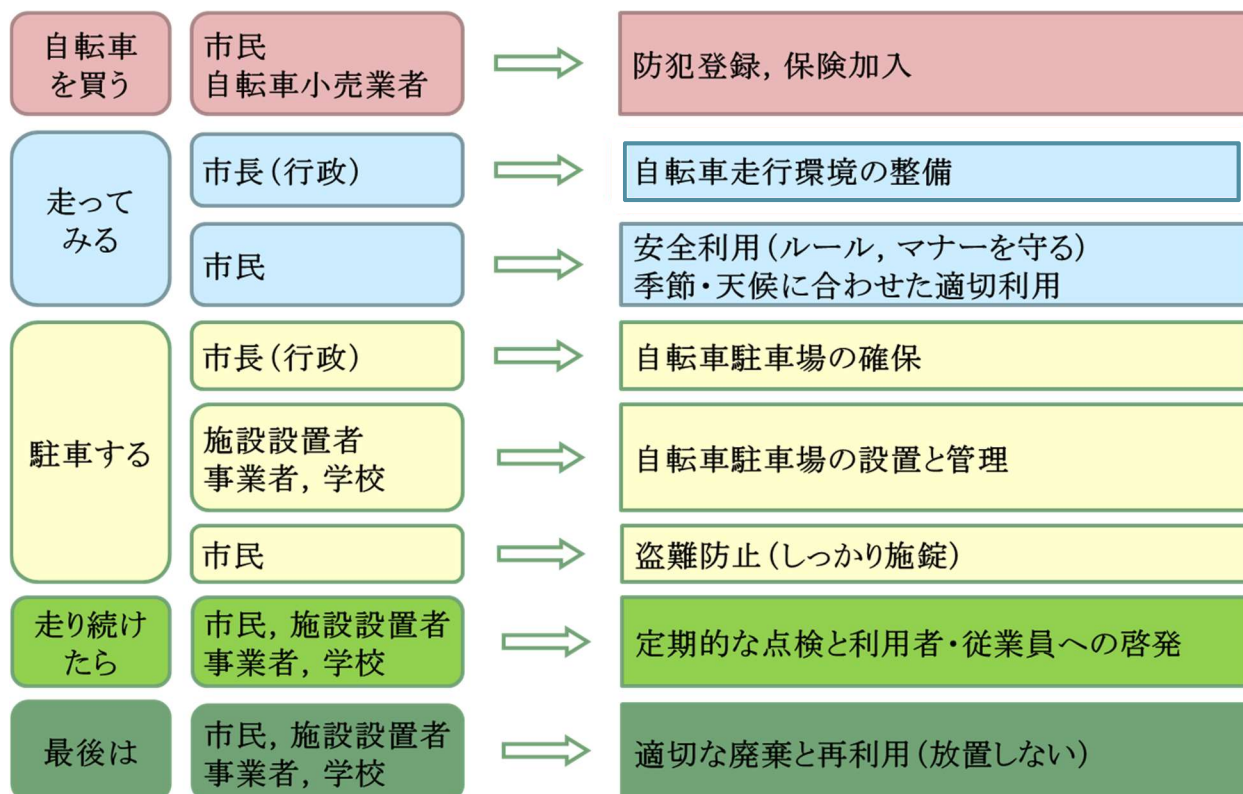 自転車
を買う
市民
自転車小売業者
防犯登録, 保険加入
走って
みる
市長(行政)
自転車走行環境の整備
市民
安全利用(ルール, マナーを守る)
季節・天候に合わせた適切利用
駐車する
市長(行政)
自転車駐車場の確保
施設設置者
事業者, 学校
自転車駐車場の設置と管理
市民
盗難防止(しっかり施錠)
走り続け
たら
市民, 施設設置者
事業者, 学校
定期的な点検と利用者・従業員への啓発
最後は
市民, 施設設置者
事業者, 学校
適切な廃棄と再利用(放置しない)